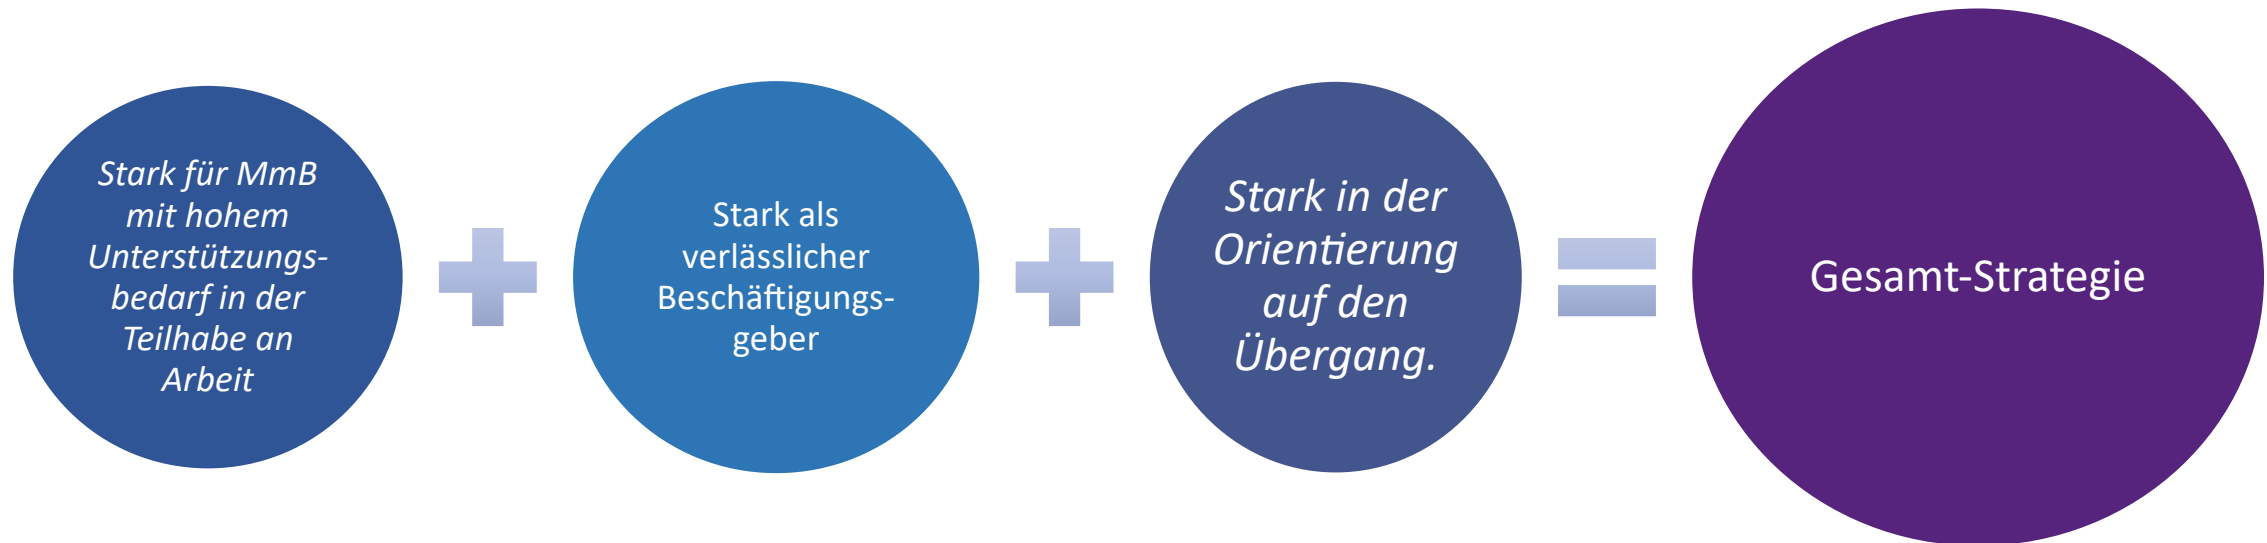 Stark für MmB
mit hohem
Unterstützungs-
bedarf in der
Teilhabe an
Arbeit
Stark als
verlässlicher
Beschäftigungs-
geber
Stark in der
Orientierung
auf den
Übergang.
Gesamt-Strategie